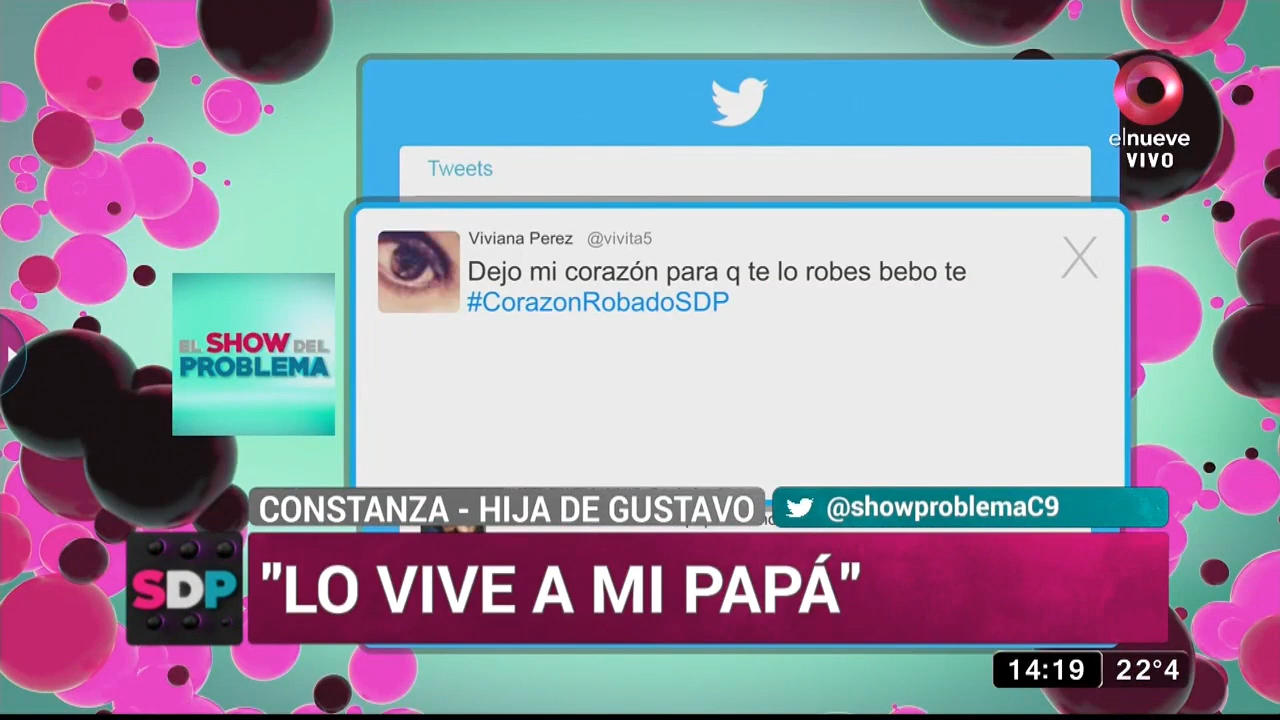 elnueve
VIVO
Tweets
Viviana Perez @vivita5
Dejo mi corazón para q te lo robes bebo te
#CorazonRobadoSDP
EL SHOW DEL
PROBLEMA
CONSTANZA - HIJA DE GUSTAVO
@showproblemaC9
SDP
"LO VIVE A MI PAPÁ"
14:19 22°4